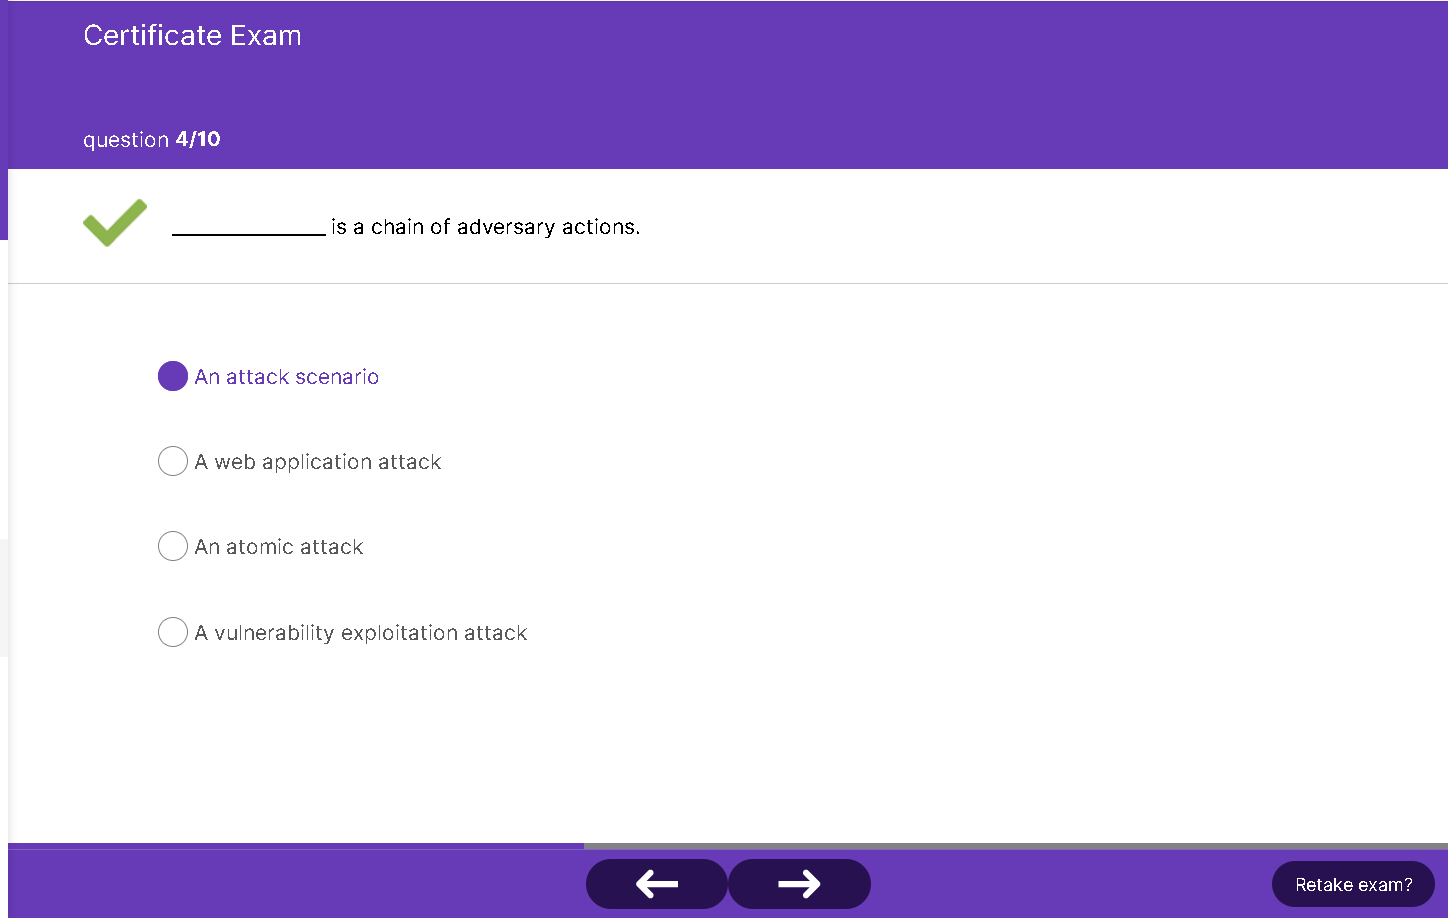 Certificate Exam
question 4/10
______________ is a chain of adversary actions.
An attack scenario
A web application attack
An atomic attack
A vulnerability exploitation attack
Retake exam?